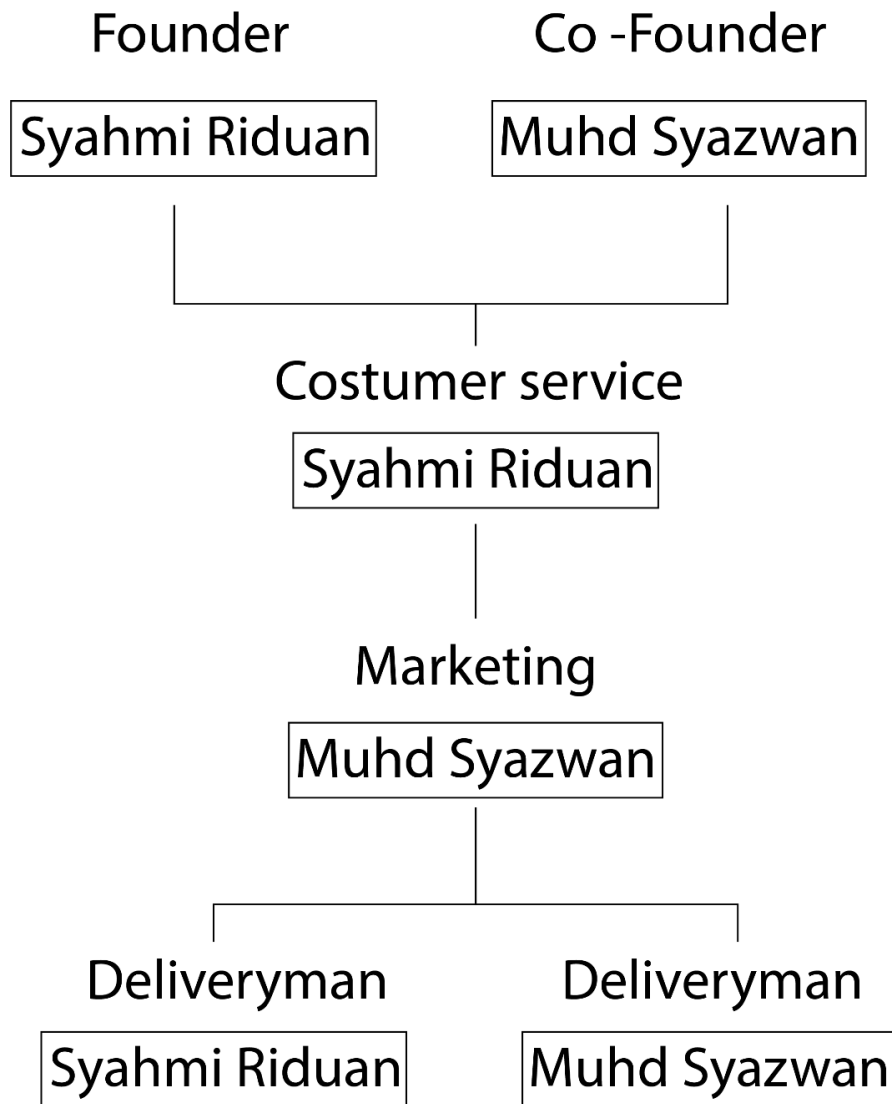 Founder
Co -Founder
Syahmi Riduan
Muhd Syazwan
Costumer service
Syahmi Riduan
Marketing
Muhd Syazwan
Deliveryman
Deliveryman
Syahmi Riduan
Muhd Syazwan